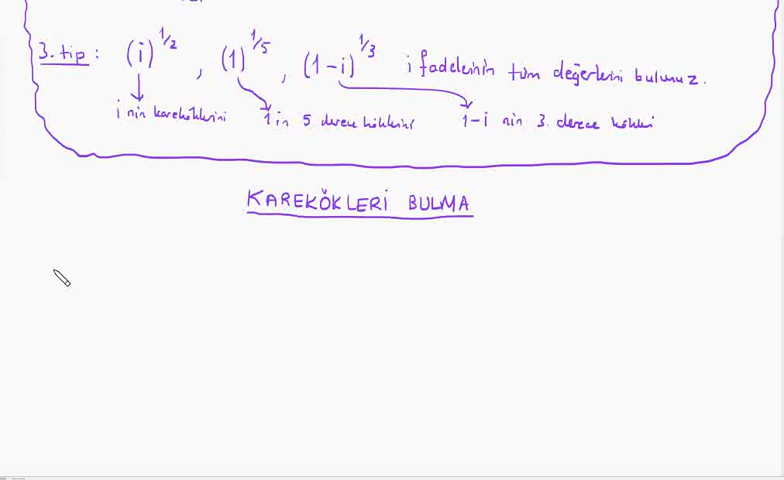 3. tip : (i)^1/2 , (1)^1/5 , (1-i)^1/3 ifadelerinin tüm değerlerini bulunuz.
i nin kareköklerini 1 in 5 derece köklerini 1-i nin 3. derece kökleri
KAREKÖKLERİ BULMA